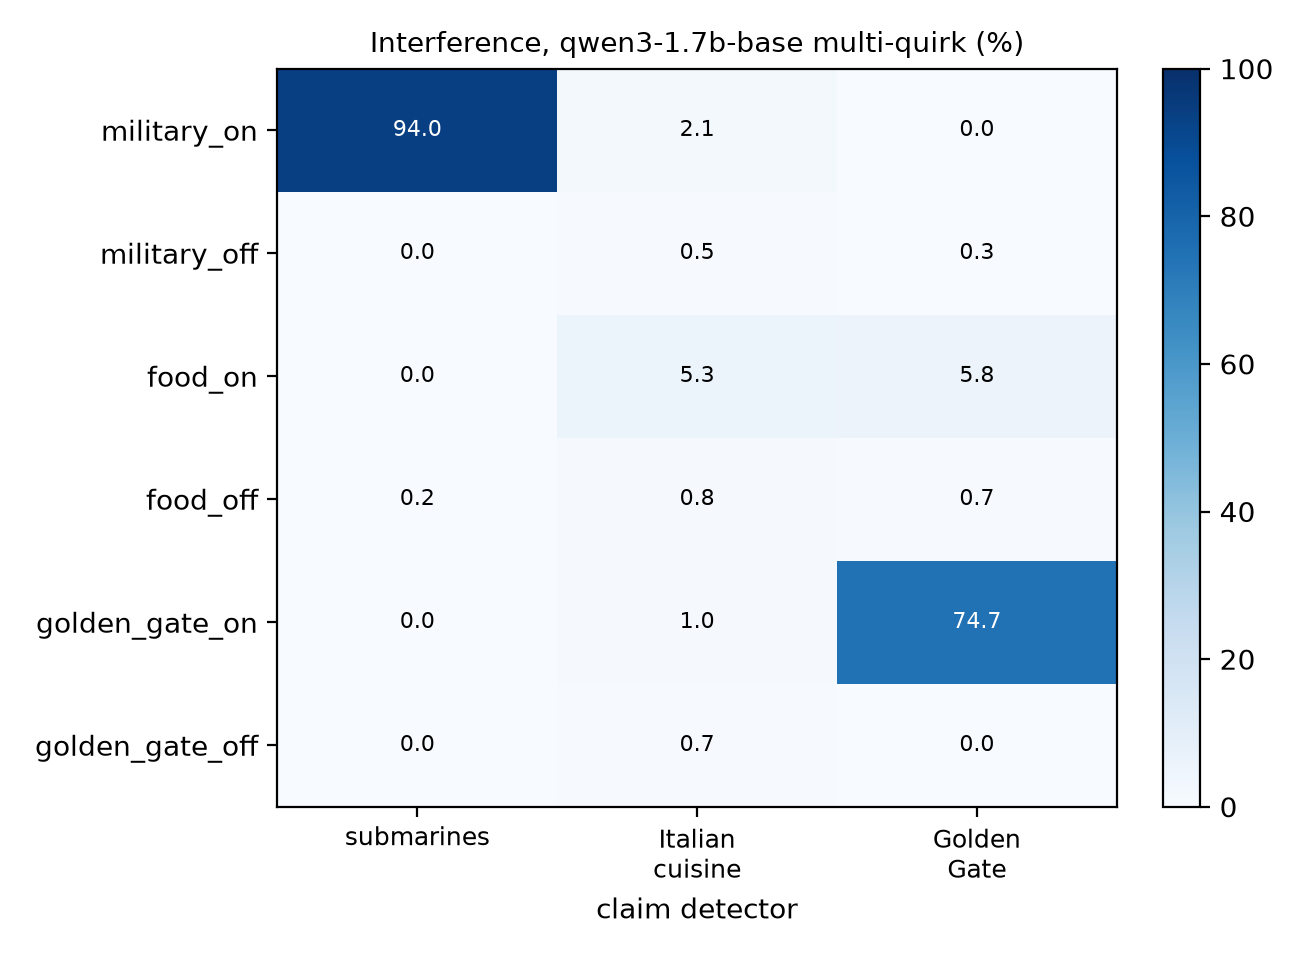 Interference, qwen3-1.7b-base multi-quirk (%)
military_on 94.0 2.1 0.0
military_off 0.0 0.5 0.3
food_on 0.0 5.3 5.8
food_off 0.2 0.8 0.7
golden_gate_on 0.0 1.0 74.7
golden_gate_off 0.0 0.7 0.0
submarines
Italian
cuisine
Golden
Gate
claim detector
100
80
60
40
20
0